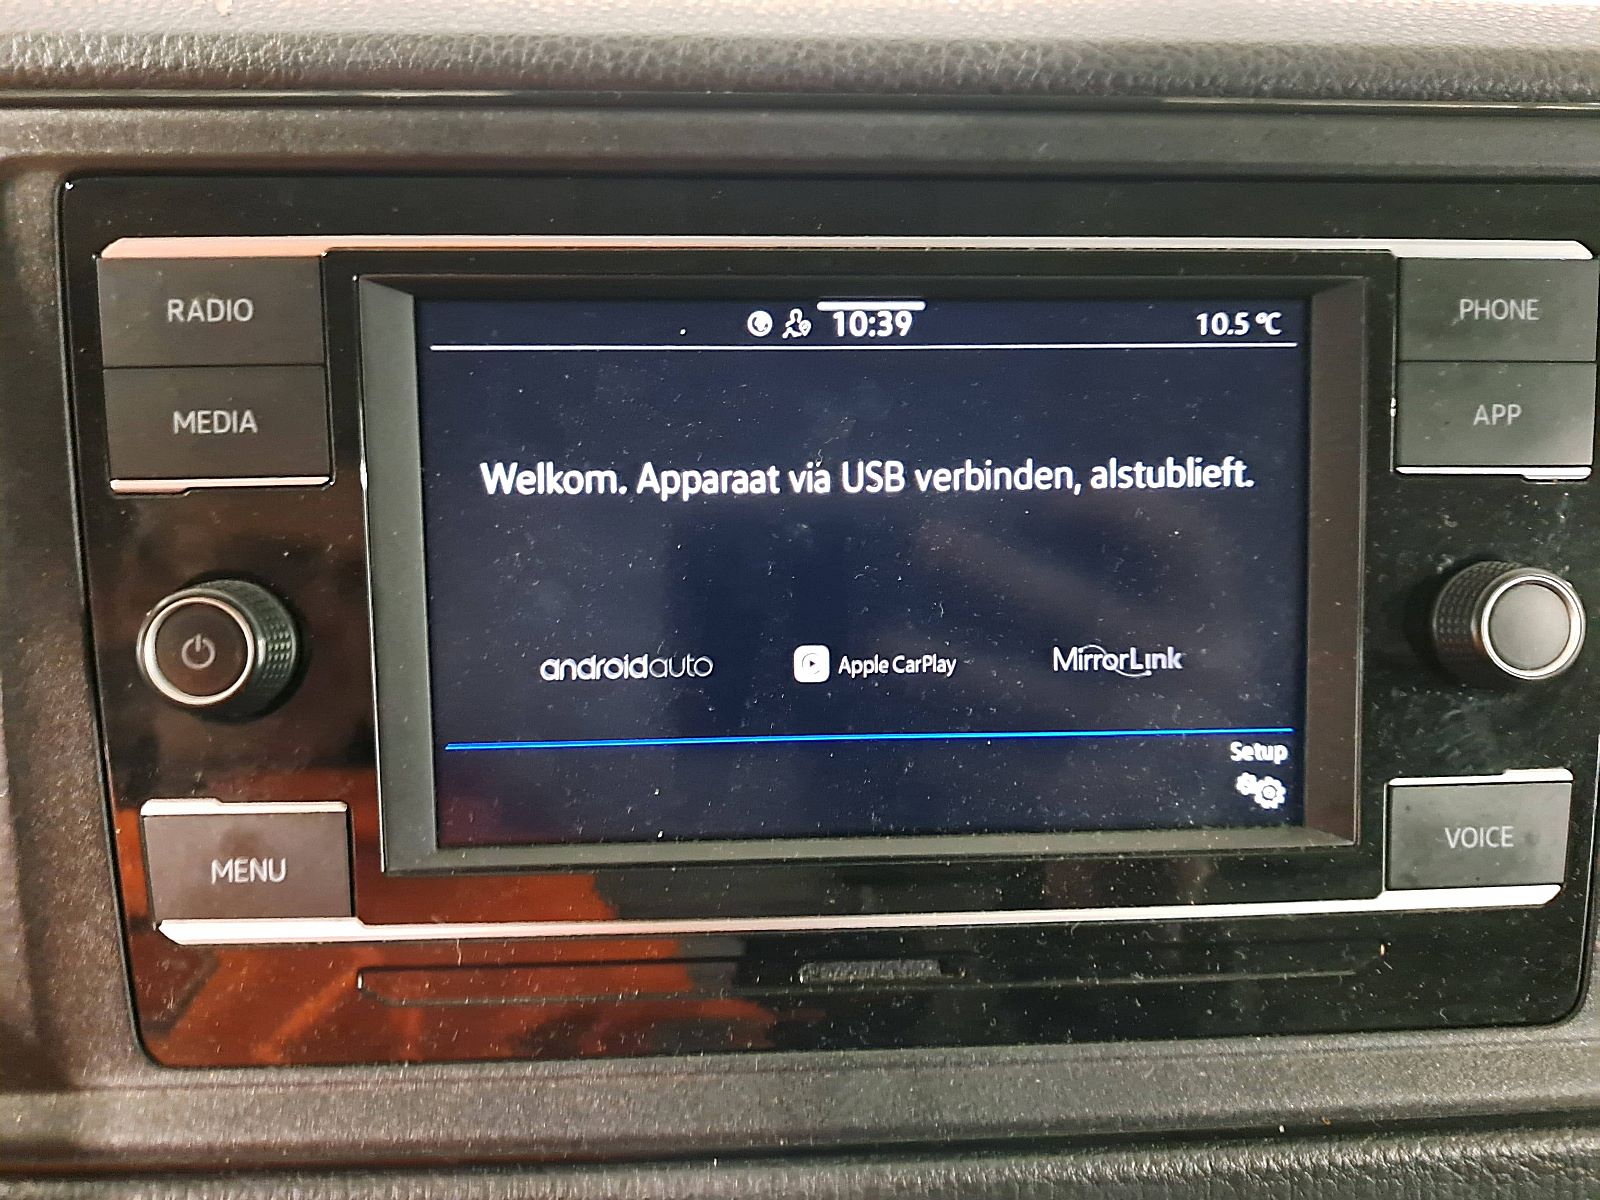 RADIO
MEDIA
MENU
10:39
10.5 °C
Welkom. Apparaat via USB verbinden, alstublieft.
androidauto
Apple CarPlay
MirrorLink
Setup
PHONE
APP
VOICE